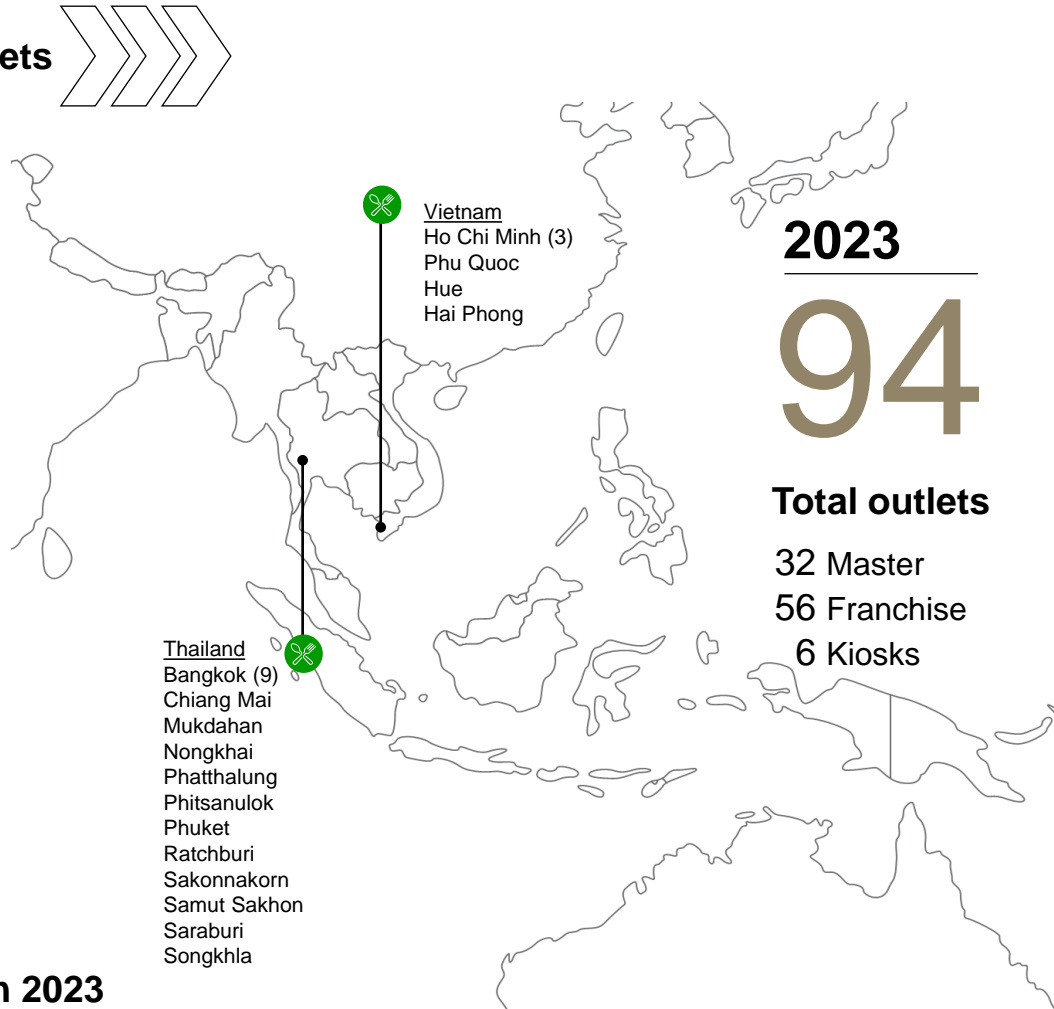 ets
Vietnam
Ho Chi Minh (3)
Phu Quoc
Hue
Hai Phong
2023
94
Total outlets
32 Master
56 Franchise
6 Kiosks
Thailand
Bangkok (9)
Chiang Mai
Mukdahan
Nongkhai
Phatthalung
Phitsanulok
Phuket
Ratchburi
Sakonnakorn
Samut Sakhon
Saraburi
Songkhla
n 2023